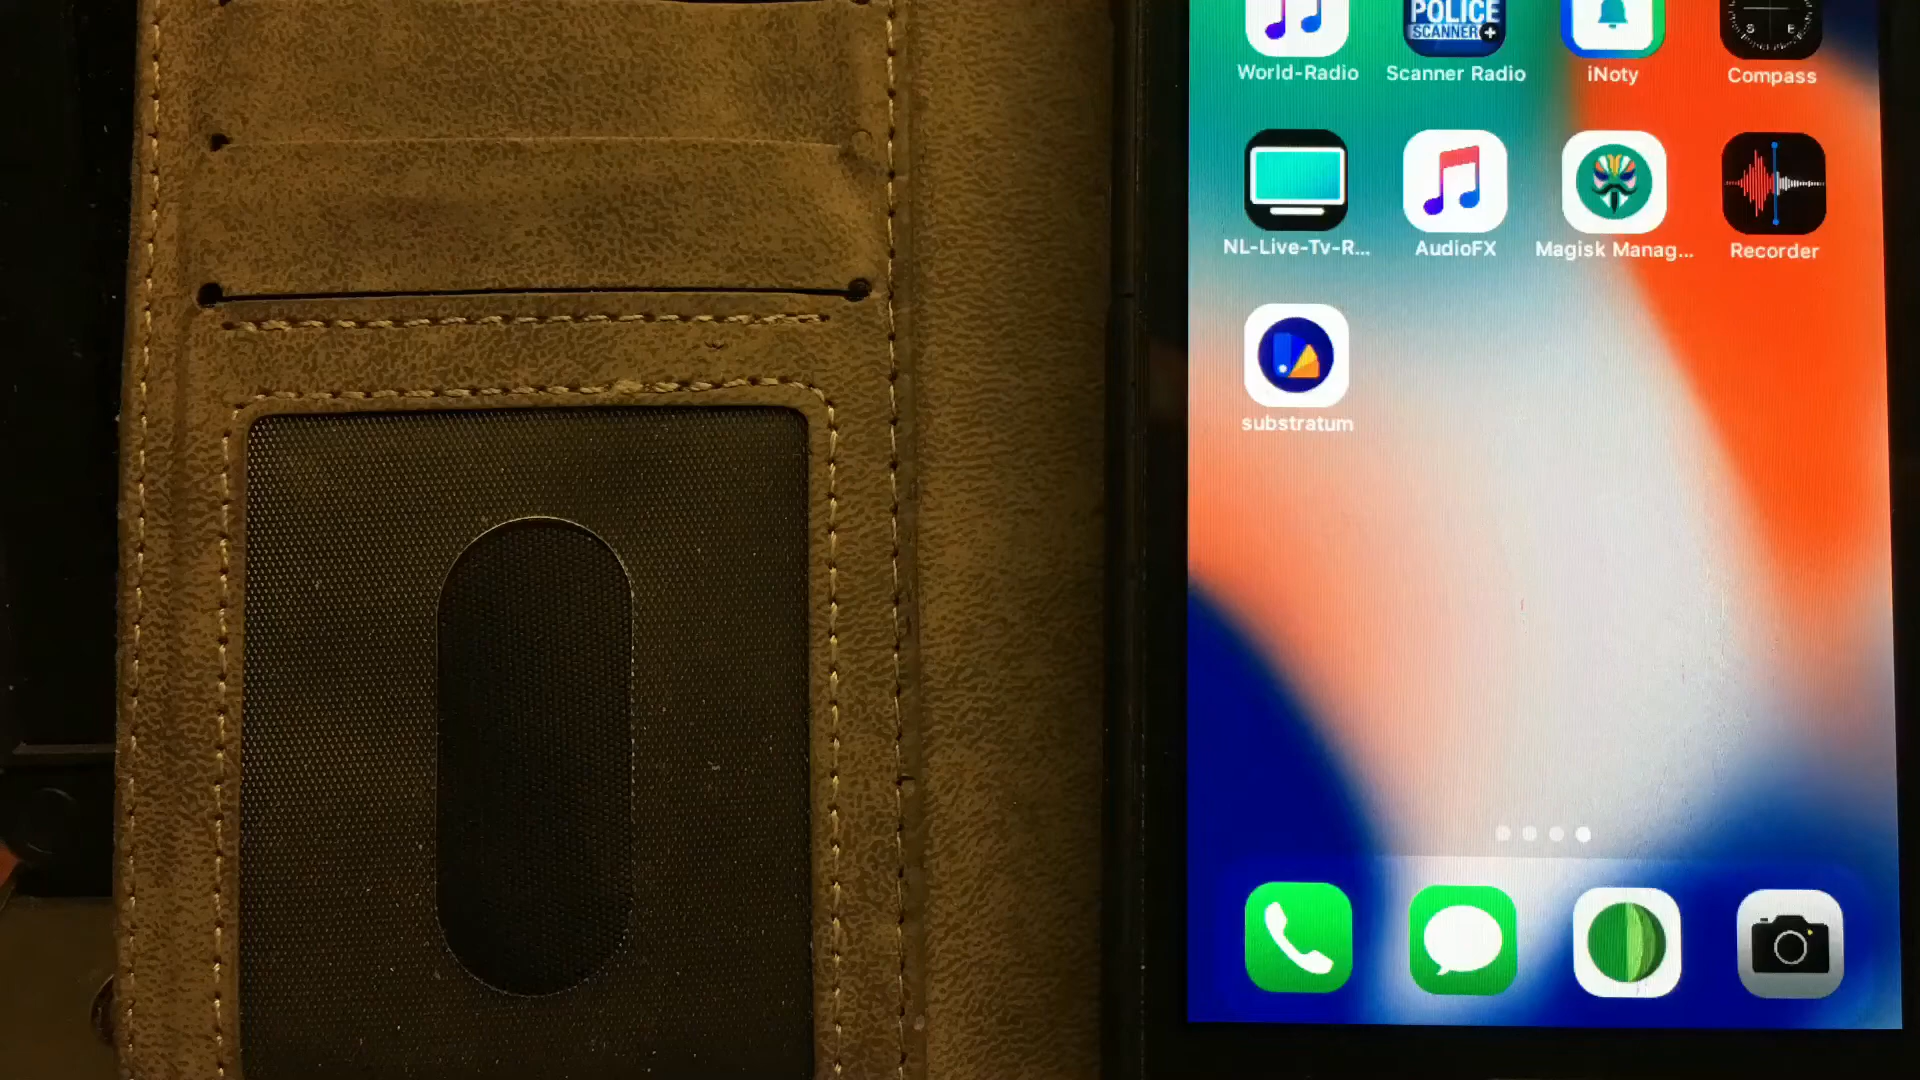 POLICE
SCANNER+
S E
World-Radio Scanner Radio iNoty Compass
NL-Live-Tv-R... AudioFX Magisk Manag... Recorder
substratum